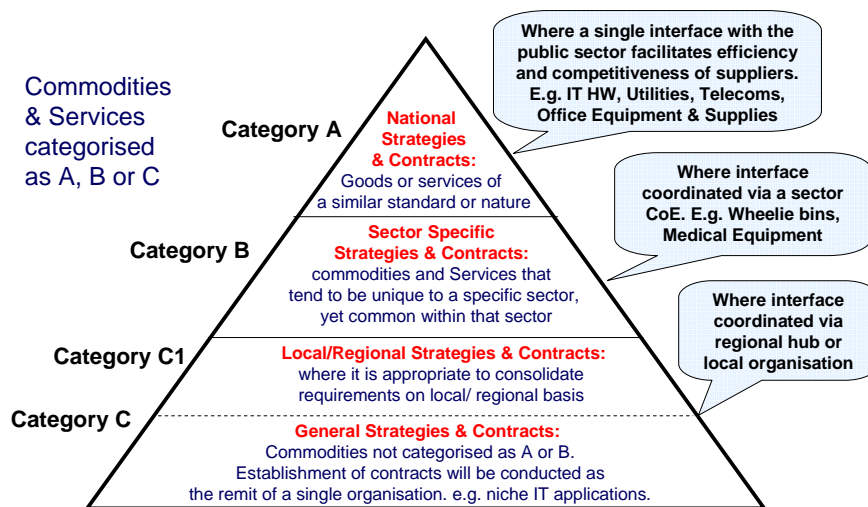 Commodities
& Services
categorised
as A, B or C
Category A
National
Strategies
& Contracts:
Goods or services of
a similar standard or nature
Where a single interface with the
public sector facilitates efficiency
and competitiveness of suppliers.
E.g. IT HW, Utilities, Telecoms,
Office Equipment & Supplies
Category B
Sector Specific
Strategies & Contracts:
commodities and Services that
tend to be unique to a specific sector,
yet common within that sector
Where interface
coordinated via a sector
CoE. E.g. Wheelie bins,
Medical Equipment
Category C1
Local/Regional Strategies & Contracts:
where it is appropriate to consolidate
requirements on local/ regional basis
Where interface
coordinated via
regional hub or
local organisation
Category C
General Strategies & Contracts:
Commodities not categorised as A or B.
Establishment of contracts will be conducted as
the remit of a single organisation. e.g. niche IT applications.